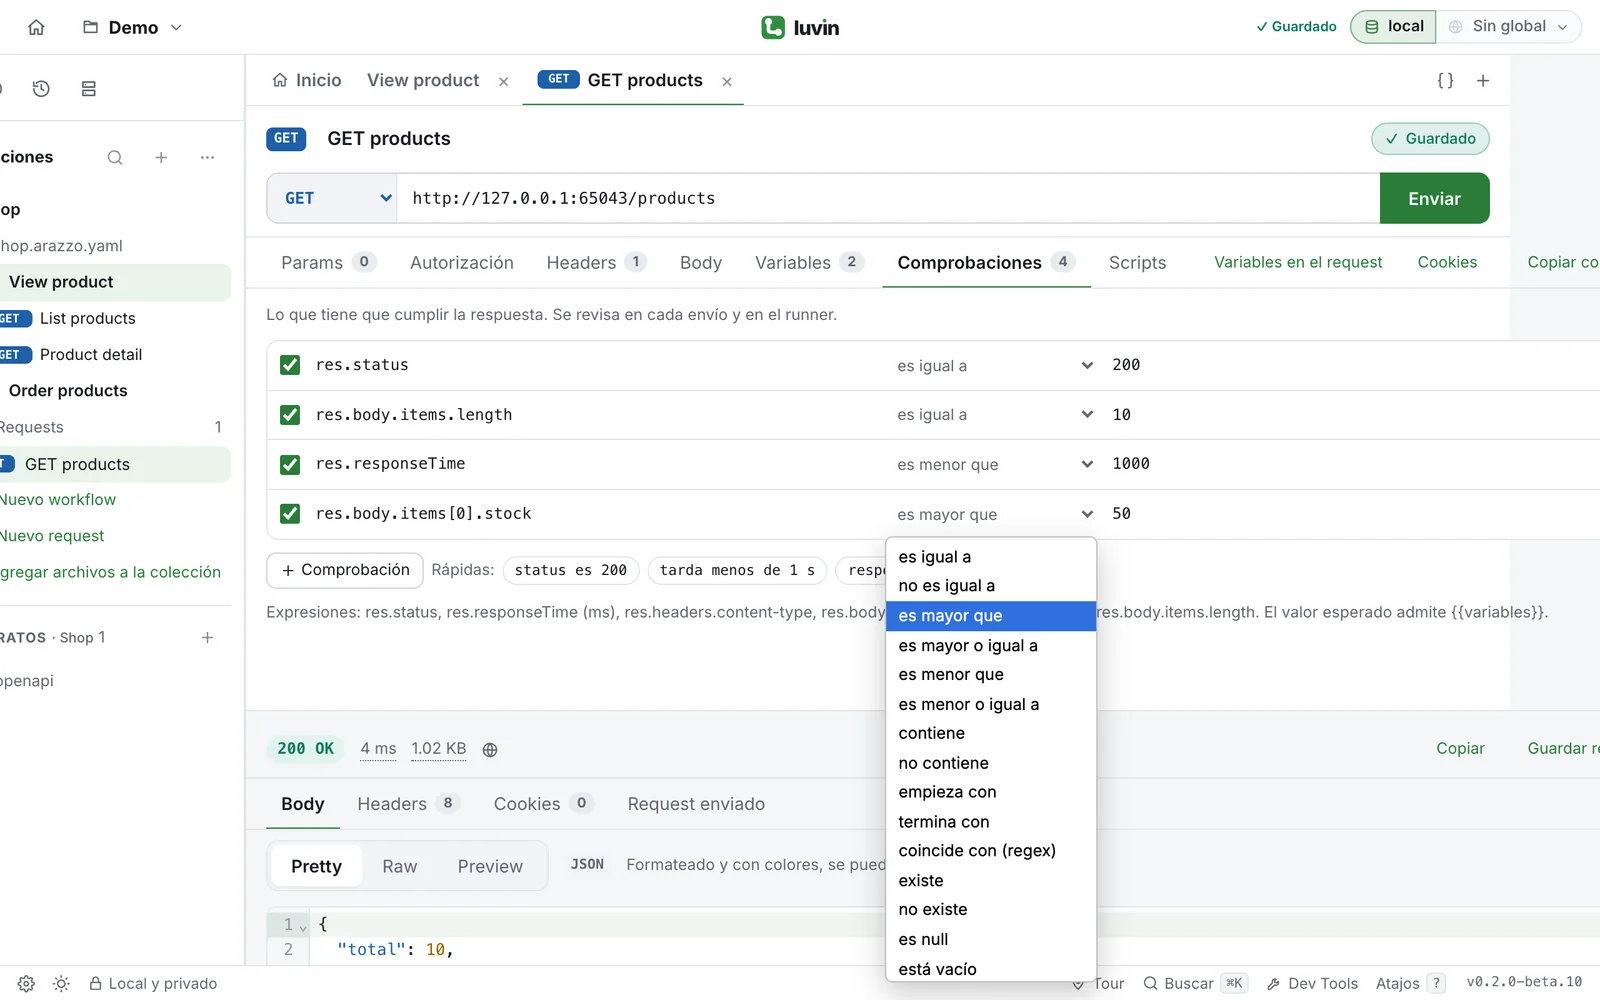 Demo
luvin
Guardado
local
Sin global
Inicio
View product
GET GET products
ciones
GET GET products
Guardado
GET
http://127.0.0.1:65043/products
Enviar
op
hop.arazzo.yaml
View product
GET List products
GET Product detail
Order products
Requests 1
T GET products
Nuevo workflow
Nuevo request
gregar archivos a la colección
RATOS · Shop 1
openapi
Params 0
Autorización
Headers 1
Body
Variables 2
Comprobaciones 4
Scripts
Variables en el request
Cookies
Copiar co
Lo que tiene que cumplir la respuesta. Se revisa en cada envío y en el runner.
res.status es igual a 200
res.body.items.length es igual a 10
res.responseTime es menor que 1000
res.body.items[0].stock es mayor que 50
+ Comprobación
Rápidas:
status es 200
tarda menos de 1 s
resp
Expresiones: res.status, res.responseTime (ms), res.headers.content-type, res.body
res.body.items.length. El valor esperado admite {{variables}}.
es igual a
no es igual a
es mayor que
es mayor o igual a
es menor que
es menor o igual a
contiene
no contiene
empieza con
termina con
coincide con (regex)
existe
no existe
es null
está vacío
200 OK
4 ms
1.02 KB
Copiar
Guardar re
Body
Headers 8
Cookies 0
Request enviado
Pretty
Raw
Preview
JSON
Formateado y con colores, se pued
1 {
2 "total": 10,
Local y privado
Tour
Buscar ⌘K
Dev Tools
Atajos ?
v0.2.0-beta.10